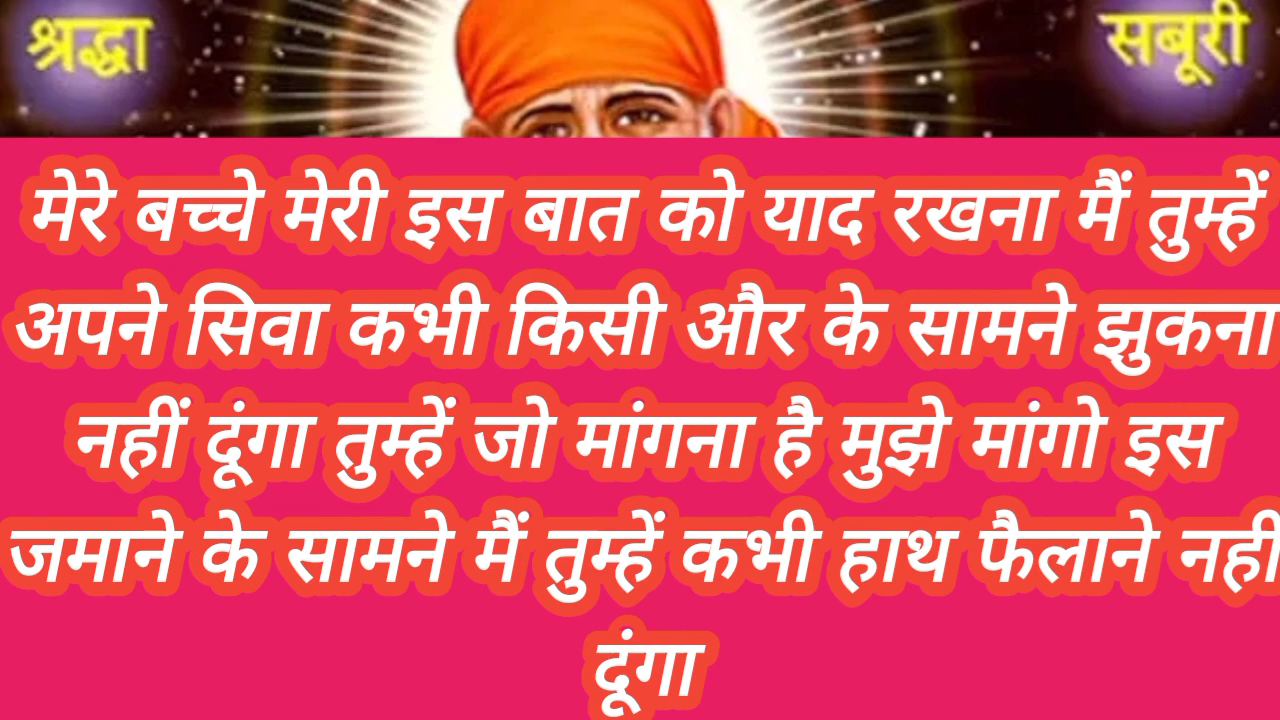 श्रद्धा
सबूरी
मेरे बच्चे मेरी इस बात को याद रखना मैं तुम्हें
अपने सिवा कभी किसी और के सामने झुकना
नहीं दूंगा तुम्हें जो मांगना है मुझे मांगो इस
जमाने के सामने मैं तुम्हें कभी हाथ फैलाने नही
दूंगा